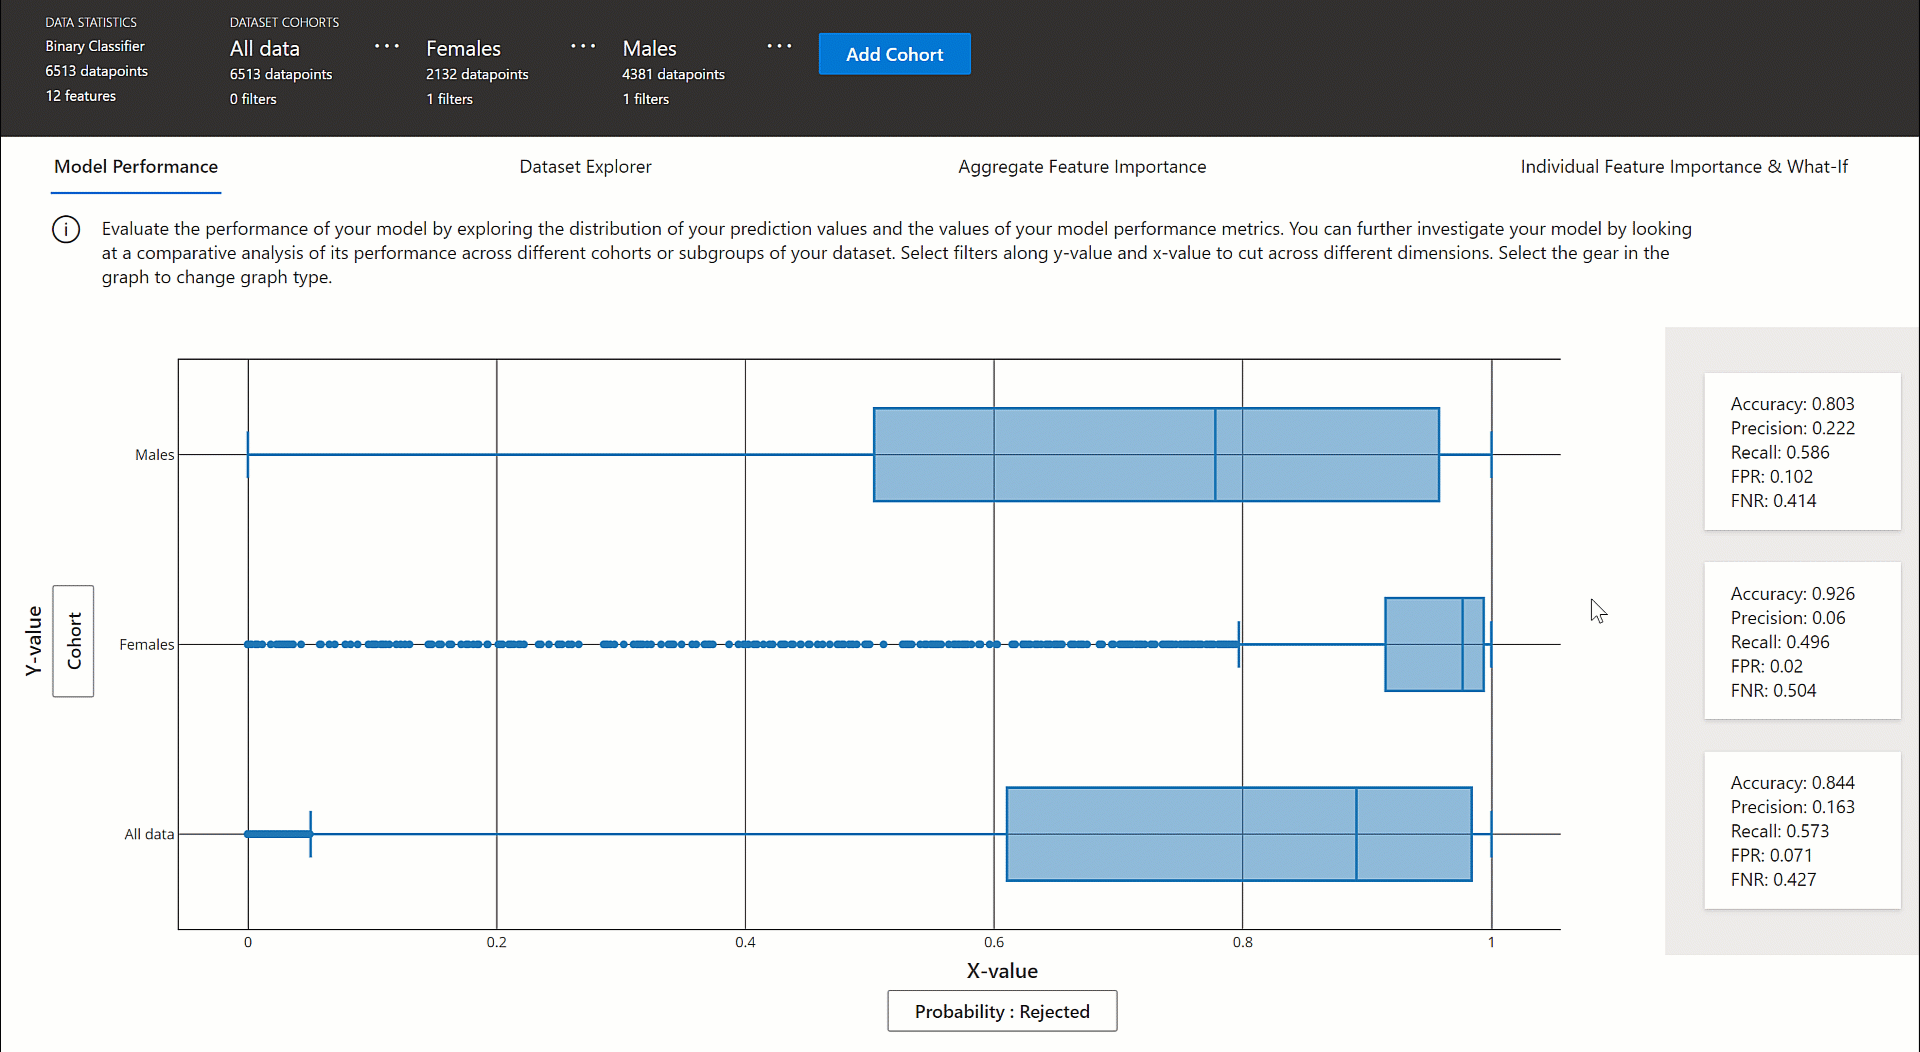 DATA STATISTICS
Binary Classifier
6513 datapoints
12 features
DATASET COHORTS
All data
6513 datapoints
0 filters
Females
2132 datapoints
1 filters
Males
4381 datapoints
1 filters
Add Cohort
Model Performance
Dataset Explorer
Aggregate Feature Importance
Individual Feature Importance & What-If
Evaluate the performance of your model by exploring the distribution of your prediction values and the values of your model performance metrics. You can further investigate your model by looking
at a comparative analysis of its performance across different cohorts or subgroups of your dataset. Select filters along y-value and x-value to cut across different dimensions. Select the gear in the
graph to change graph type.
Y-value
Cohort
Males
Females
All data
0
0.2
0.4
0.6
0.8
1
X-value
Probability : Rejected
Accuracy: 0.803
Precision: 0.222
Recall: 0.586
FPR: 0.102
FNR: 0.414
Accuracy: 0.926
Precision: 0.06
Recall: 0.496
FPR: 0.02
FNR: 0.504
Accuracy: 0.844
Precision: 0.163
Recall: 0.573
FPR: 0.071
FNR: 0.427